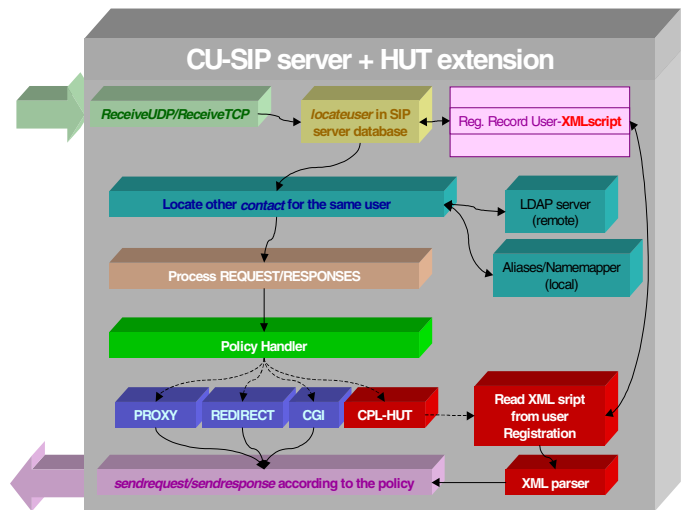 CU-SIP server + HUT extension
ReceiveUDP/ReceiveTCP
locateuser in SIP
server database
Reg. Record User-XMLscript
Locate other contact for the same user
LDAP server
(remote)
Aliases/Namemapper
(local)
Process REQUEST/RESPONSES
Policy Handler
PROXY
REDIRECT
CGI
CPL-HUT
Read XML sript
from user
Registration
sendrequest/sendresponse according to the policy
XML parser